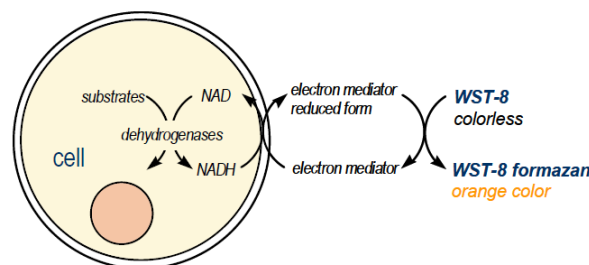 substrates
NAD
dehydrogenases
NADH
cell
electron mediator
reduced form
electron mediator
WST-8
colorless
WST-8 formazan
orange color